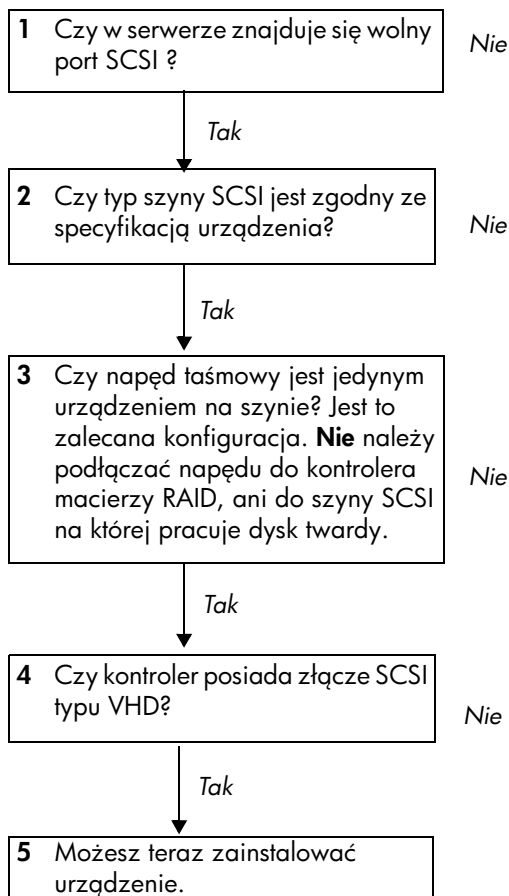 1 Czy w serwerze znajduje się wolny
port SCSI ?
Nie
Tak
2 Czy typ szyny SCSI jest zgodny ze
specyfikacją urządzenia?
Nie
Tak
3 Czy napęd taśmowy jest jedynym
urządzeniem na szynie? Jest to
zalecana konfiguracja. Nie należy
podłączać napędu do kontrolera
macierzy RAID, ani do szyny SCSI
na której pracuje dysk twardy.
Nie
Tak
4 Czy kontroler posiada złącze SCSI
typu VHD?
Nie
Tak
5 Możesz teraz zainstalować
urządzenie.